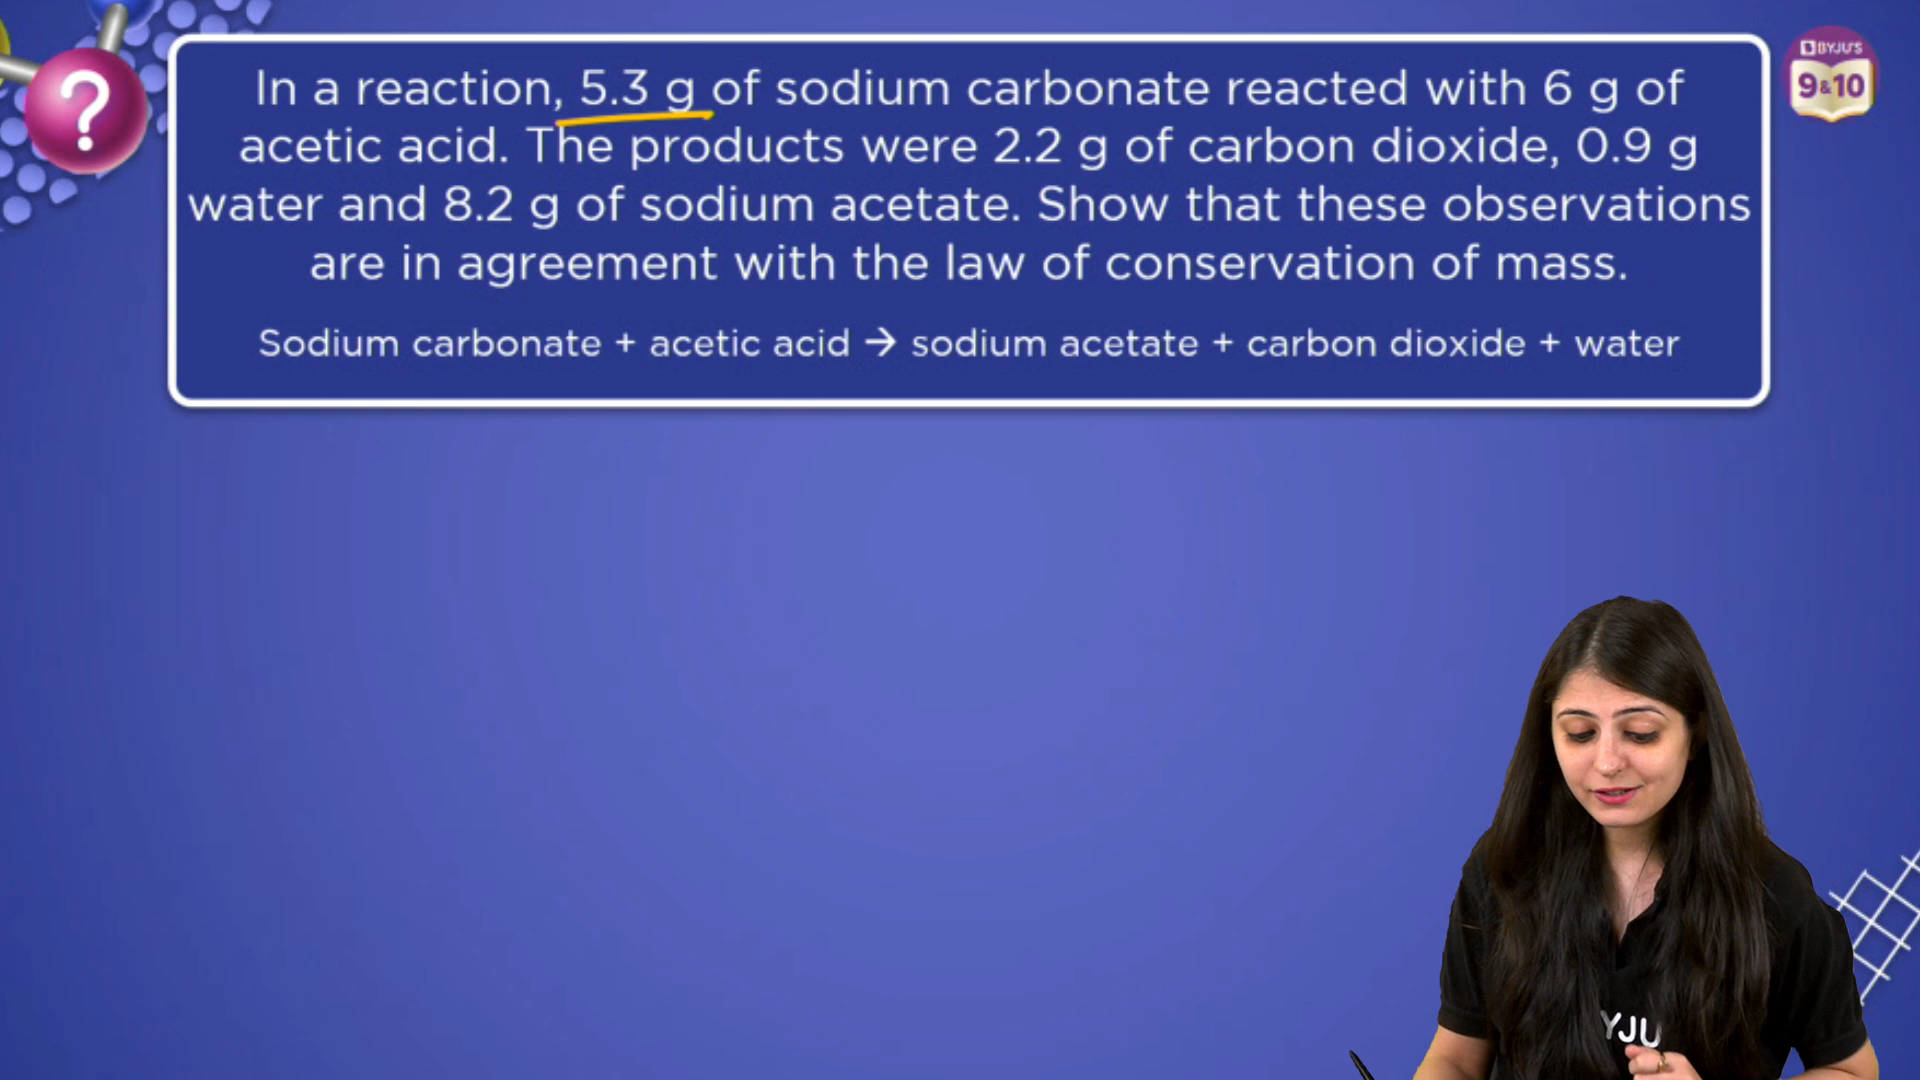 In a reaction, 5.3 g of sodium carbonate reacted with 6 g of
acetic acid. The products were 2.2 g of carbon dioxide, 0.9 g
water and 8.2 g of sodium acetate. Show that these observations
are in agreement with the law of conservation of mass.
Sodium carbonate + acetic acid → sodium acetate + carbon dioxide + water
?
BYJU'S
9&10
YJU